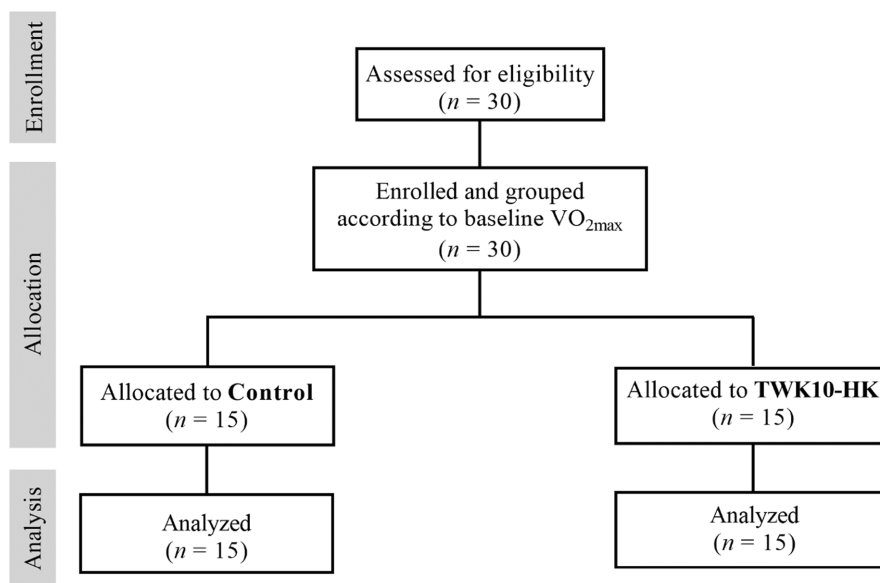 Enrollment
Assessed for eligibility
(n = 30)
Allocation
Enrolled and grouped
according to baseline VO2max
(n = 30)
Allocated to Control
(n = 15)
Allocated to TWK10-HK
(n = 15)
Analysis
Analyzed
(n = 15)
Analyzed
(n = 15)